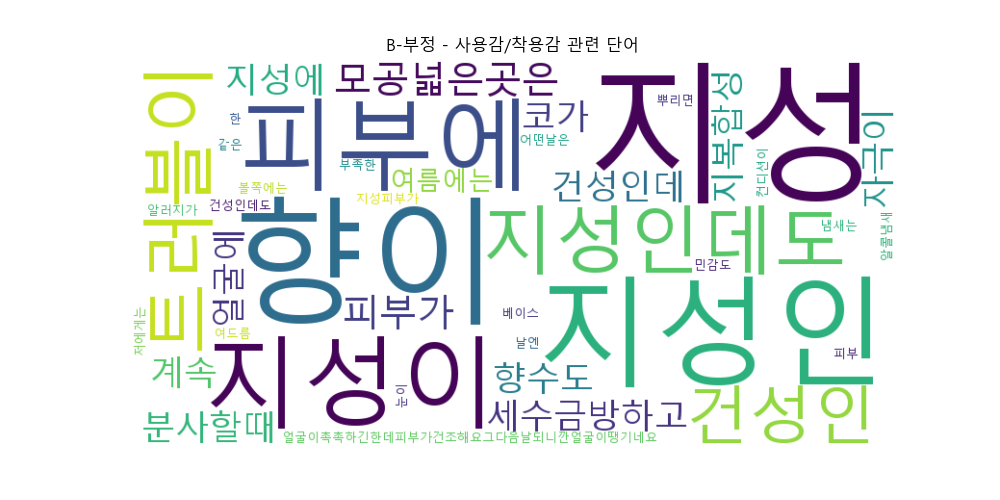 B-부정 - 사용감/착용감 관련 단어
지성에
모공넓은곳은
지성
트러블이
피부에
코가
뿌리면
지복합성
한
같은
부족한
어떤날은
자극이
여름에는
건성인데
컨디션이
볼쪽에는
지성피부가
알러지가
건성인데도
향이
지성인데도
냄새는
알콜냄새
얼굴에
민감도
피부가
베이스
지성인
저에게는
여드름
날엔
피부
지성이
계속
눈이
향수도
세수금방하고
건성인
분사할때
얼굴이촉촉하긴한데피부가건조해요그다음날되니깐얼굴이땡기네요